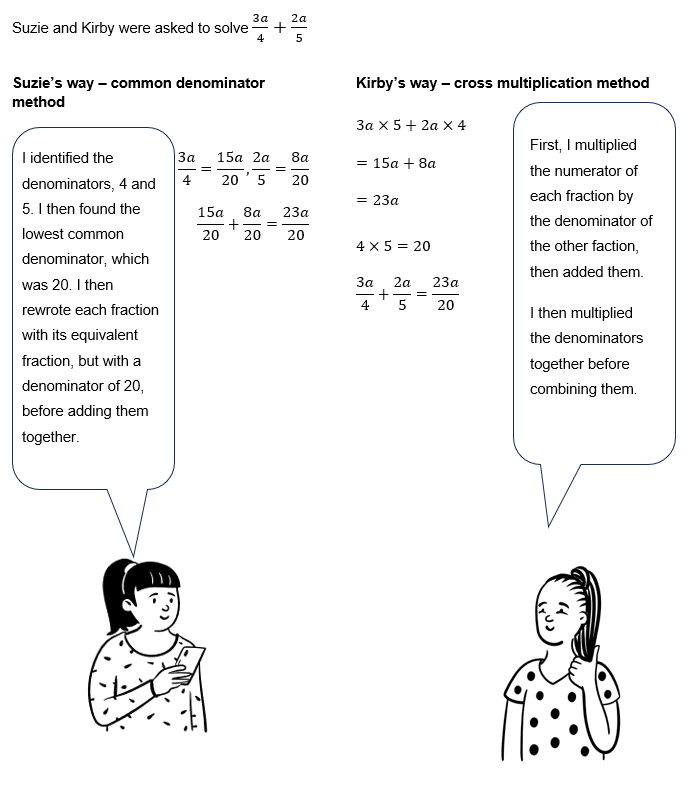 Suzie and Kirby were asked to solve 3a/4 + 2a/5
Suzie's way – common denominator
method
I identified the
denominators, 4 and
5. I then found the
lowest common
denominator, which
was 20. I then
rewrote each fraction
with its equivalent
fraction, but with a
denominator of 20,
before adding them
together.
3a/4 = 15a/20, 2a/5 = 8a/20
15a/20 + 8a/20 = 23a/20
Kirby's way – cross multiplication method
3a × 5 + 2a × 4
= 15a + 8a
= 23a
4 × 5 = 20
3a/4 + 2a/5 = 23a/20
First, I multiplied
the numerator of
each fraction by
the denominator of
the other faction,
then added them.
I then multiplied
the denominators
together before
combining them.